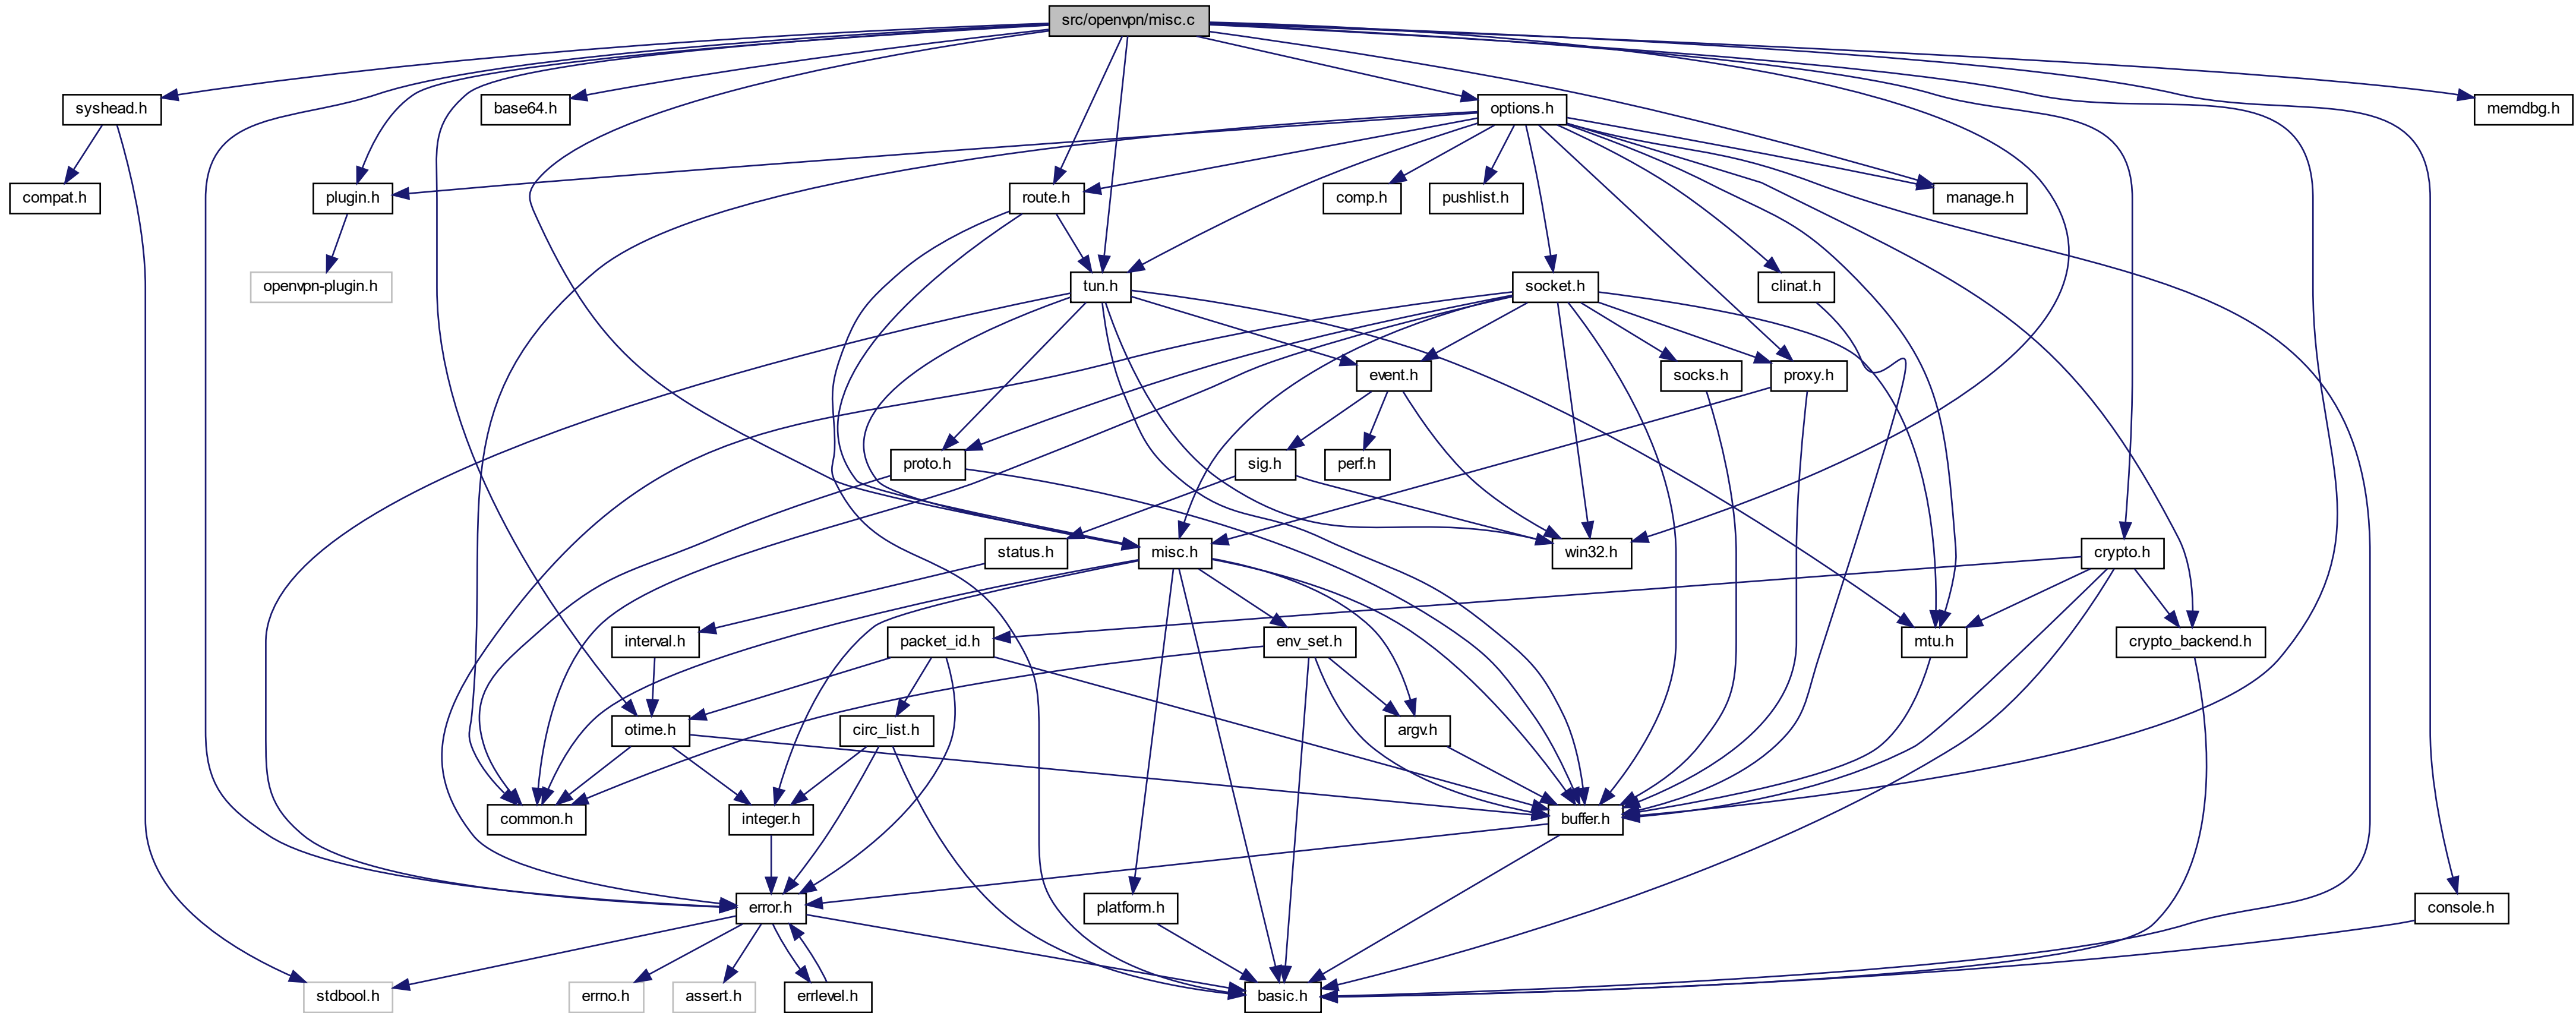 src/openvpn/misc.c
syshead.h
base64.h
options.h
memdbg.h
compat.h
plugin.h
route.h
comp.h
pushlist.h
manage.h
openvpn-plugin.h
tun.h
socket.h
clinat.h
event.h
socks.h
proxy.h
proto.h
sig.h
perf.h
status.h
misc.h
win32.h
crypto.h
interval.h
packet_id.h
env_set.h
mtu.h
crypto_backend.h
otime.h
circ_list.h
argv.h
common.h
integer.h
buffer.h
error.h
platform.h
console.h
stdbool.h
errno.h
assert.h
errlevel.h
basic.h